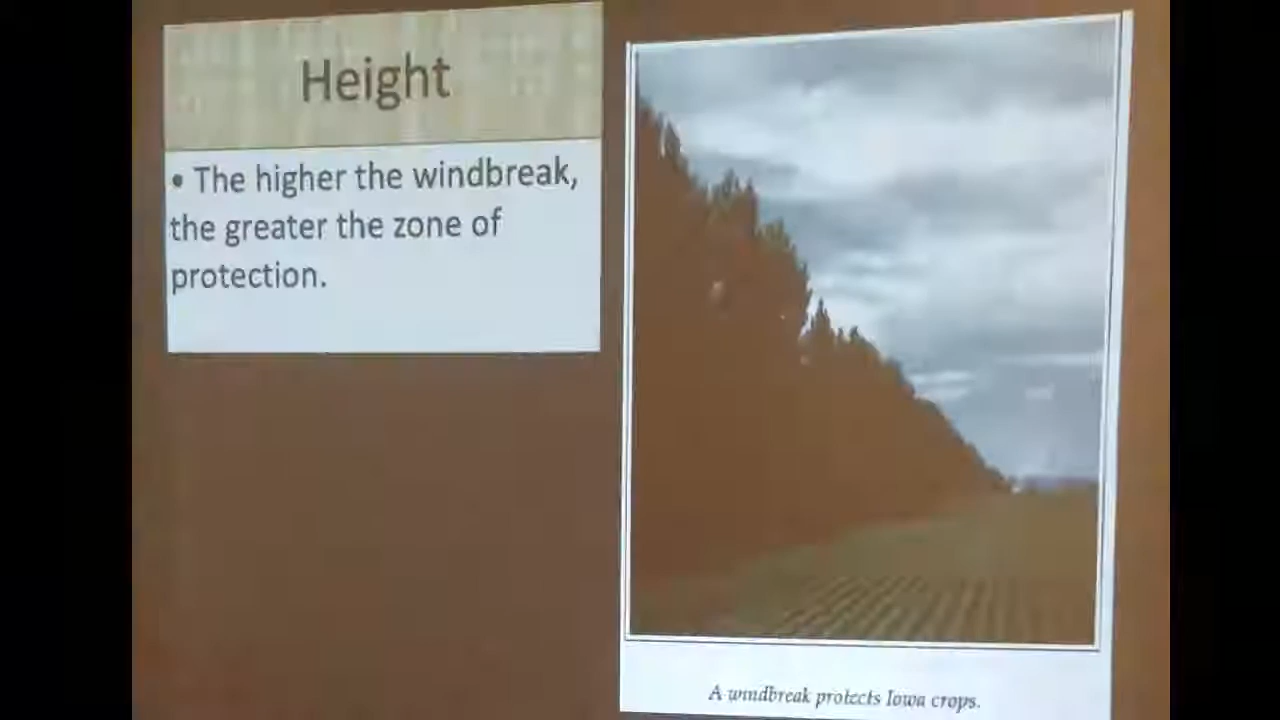 Height
• The higher the windbreak,
the greater the zone of
protection.
A windbreak protects Iowa crops.